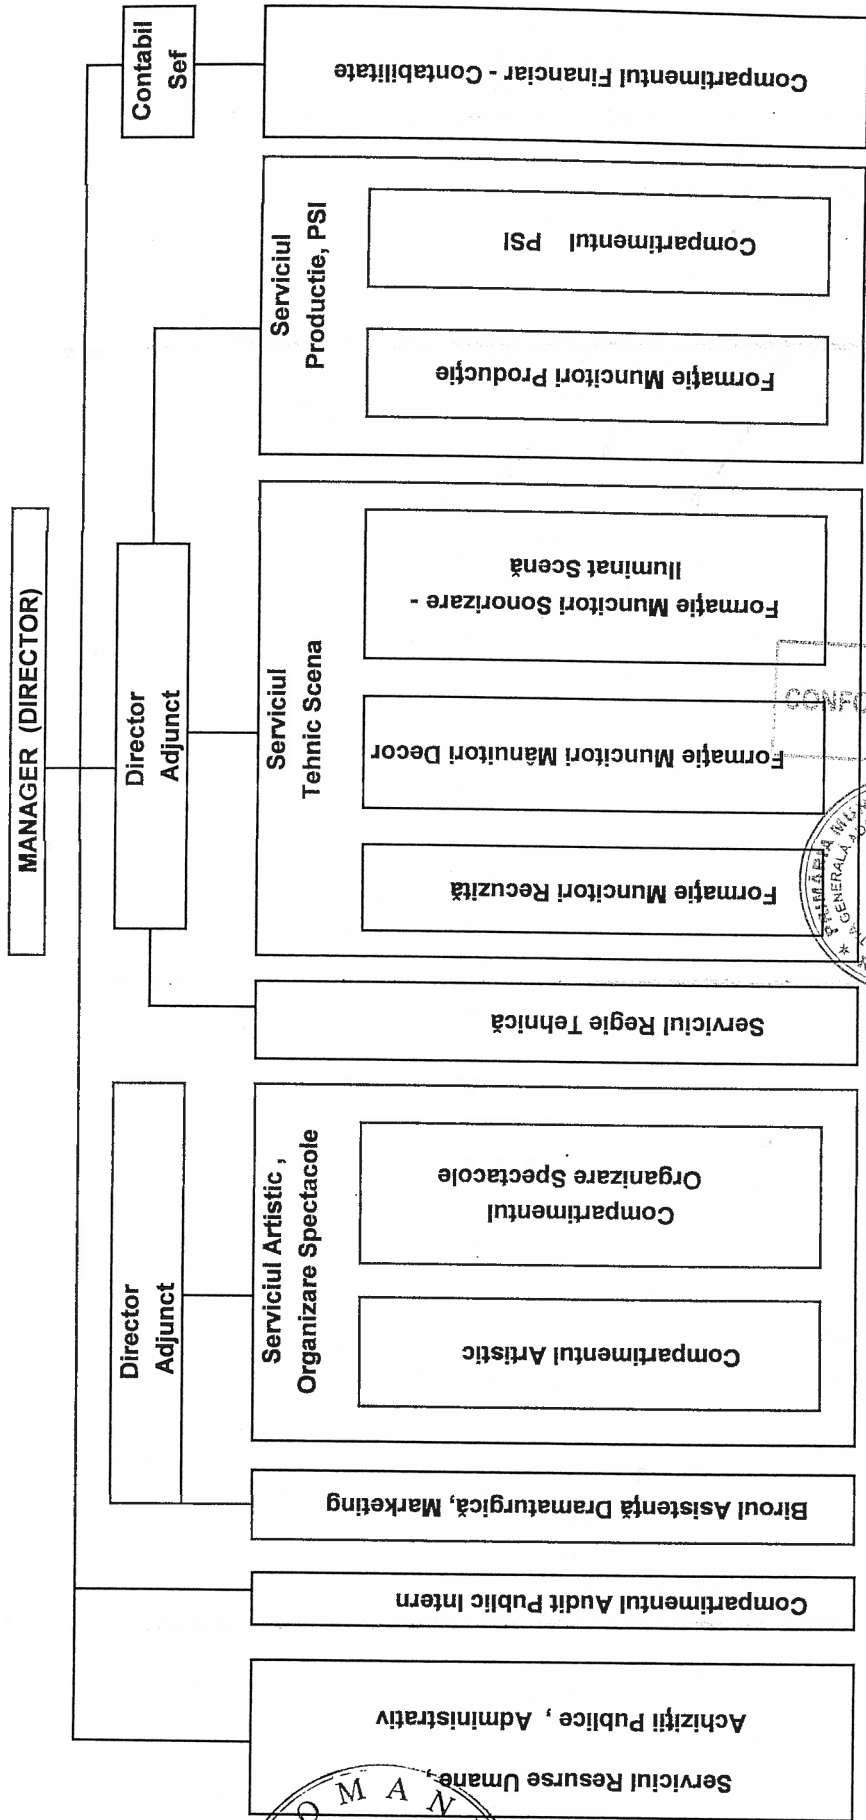 MANAGER (DIRECTOR)
Director
Adjunct
Director
Adjunct
Contabil
Sef
Serviciul Resurse Umane,
Achiziții Publice , Administrativ
Compartimentul Audit Public Intern
Biroul Asistență Dramaturgică, Marketing
Serviciul Artistic ,
Organizare Spectacole
Compartimentul Artistic
Compartimentul
Organizare Spectacole
Serviciul Regie Tehnică
Serviciul
Tehnic Scena
Formație Muncitori Recuzită
Formație Muncitori Mânuitori Decor
Formație Muncitori Sonorizare -
Iluminat Scenă
Serviciul
Productie, PSI
Formație Muncitori Producție
Compartimentul PSI
Compartimentul Financiar - Contabilitate